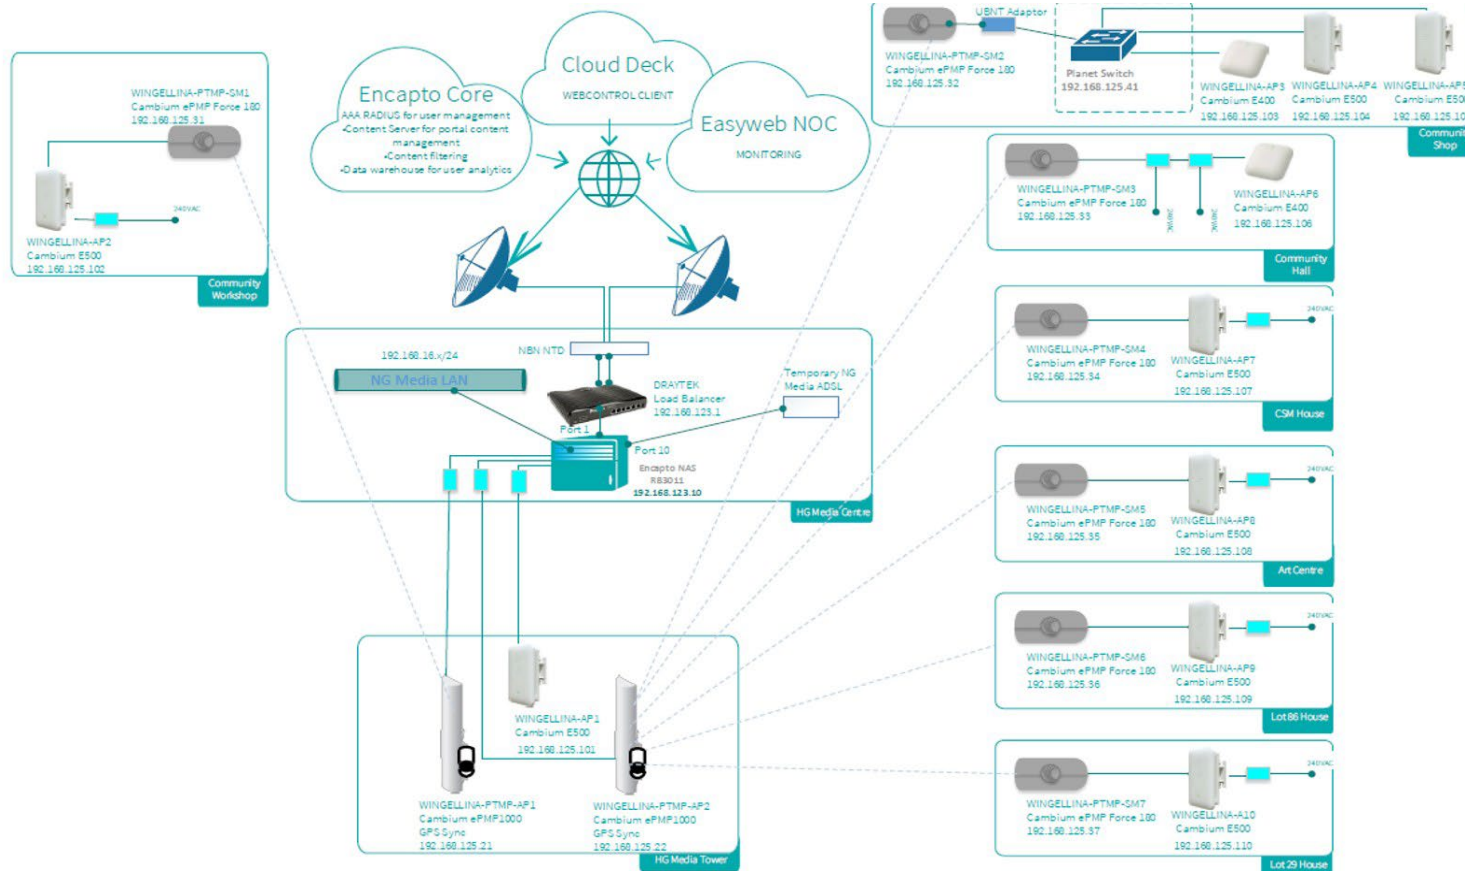 WINGELLINA-PTMP-SM1
Cambium ePMP Force 180
192.168.125.31
240VAC
WINGELLINA-AP2
Cambium E500
192.168.125.102
Community
Workshop
Encapto Core
AAA RADIUS for user management
•Content Server for portal content
management
•Content filtering
•Data warehouse for user analytics
Cloud Deck
WEBCONTROL CLIENT
Easyweb NOC
MONITORING
UBNT Adaptor
WINGELLINA-PTMP-SM2
Cambium ePMP Force 180
192.168.125.32
Planet Switch
192.168.125.41
WINGELLINA-AP3
Cambium E400
192.168.125.103
WINGELLINA-AP4
Cambium E500
192.168.125.104
WINGELLINA-AP5
Cambium E500
Community
Shop
WINGELLINA-PTMP-SM3
Cambium ePMP Force 180
192.168.125.33
240VAC
240VAC
WINGELLINA-AP6
Cambium E400
192.168.125.106
Community
Hall
WINGELLINA-PTMP-SM4
Cambium ePMP Force 180
192.168.125.34
WINGELLINA-AP7
Cambium E500
192.168.125.107
240VAC
CSM House
WINGELLINA-PTMP-SM5
Cambium ePMP Force 180
192.168.125.35
WINGELLINA-AP8
Cambium E500
192.168.125.108
240VAC
Art Centre
WINGELLINA-PTMP-SM6
Cambium ePMP Force 180
192.168.125.36
WINGELLINA-AP9
Cambium E500
192.168.125.109
240VAC
Lot 86 House
WINGELLINA-PTMP-SM7
Cambium ePMP Force 180
192.168.125.37
WINGELLINA-A10
Cambium E500
192.168.125.110
240VAC
Lot 29 House
192.168.16.x/24
NG Media LAN
NBN NTD
DRAYTEK
Load Balancer
192.168.123.1
Temporary NG
Media ADSL
Port 1
Port 10
Encapto NAS
RB3011
192.168.123.10
HG Media Centre
WINGELLINA-AP1
Cambium E500
192.168.125.101
WINGELLINA-PTMP-AP1
Cambium ePMP1000
GPS Sync
192.168.125.21
WINGELLINA-PTMP-AP2
Cambium ePMP1000
GPS Sync
192.168.125.22
HG Media Tower